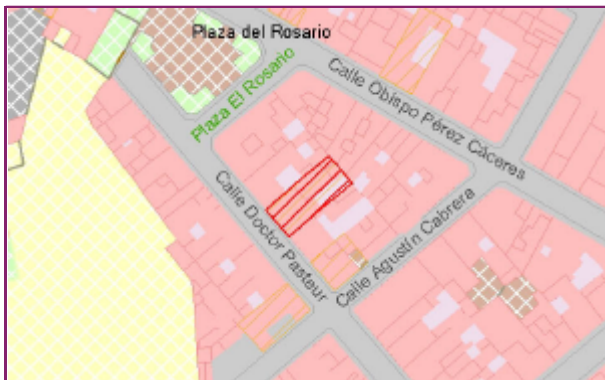 Plaza del Rosario
Plaza El Rosario
Calle Obispo Pérez Cáceres
Calle Doctor Pasteur
Calle Agustín Cabrera